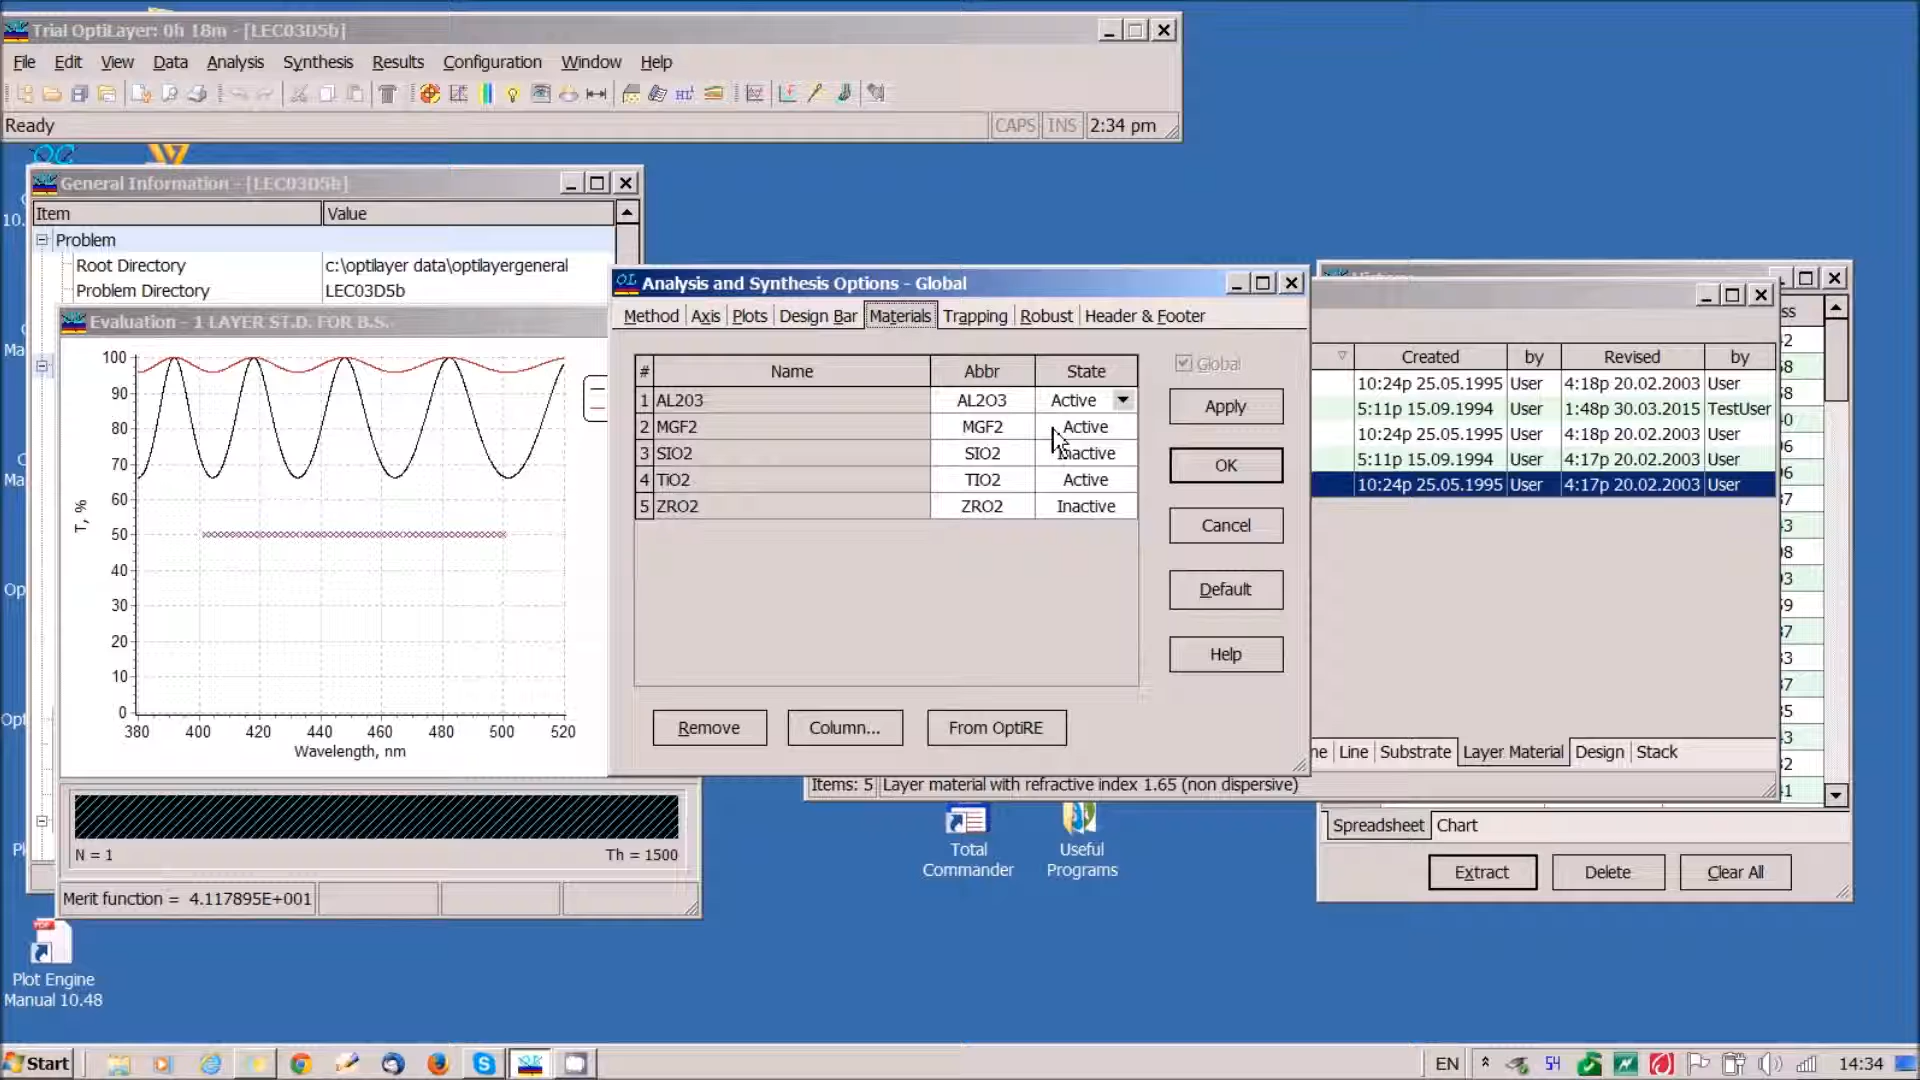 Trial OptiLayer: 0h 18m - [LEC03D5b]
File Edit View Data Analysis Synthesis Results Configuration Window Help
Ready CAPS INS 2:34 pm
General Information - [LEC03D5b]
Item Value
Problem
Root Directory c:\optilayer data\optilayergeneral
Problem Directory LEC03D5b
Evaluation - 1 LAYER ST.D. FOR B.S.
100
90
80
70
60
50
40
30
20
10
0
T, %
380 400 420 440 460 480 500 520
Wavelength, nm
N = 1 Th = 1500
Merit function = 4.117895E+001
Analysis and Synthesis Options - Global
Method Axis Plots Design Bar Materials Trapping Robust Header & Footer
# Name Abbr State
1 AL2O3 AL2O3 Active
2 MGF2 MGF2 Active
3 SIO2 SIO2 Inactive
4 TiO2 TIO2 Active
5 ZRO2 ZRO2 Inactive
Global
Apply
OK
Cancel
Default
Help
Remove Column... From OptiRE
Created by Revised by
10:24p 25.05.1995 User 4:18p 20.02.2003 User
5:11p 15.09.1994 User 1:48p 30.03.2015 TestUser
10:24p 25.05.1995 User 4:18p 20.02.2003 User
5:11p 15.09.1994 User 4:17p 20.02.2003 User
10:24p 25.05.1995 User 4:17p 20.02.2003 User
Line Substrate Layer Material Design Stack
Items: 5 Layer material with refractive index 1.65 (non dispersive)
Spreadsheet Chart
Extract Delete Clear All
Total
Commander
Useful
Programs
Plot Engine
Manual 10.48
Start EN 54 14:34